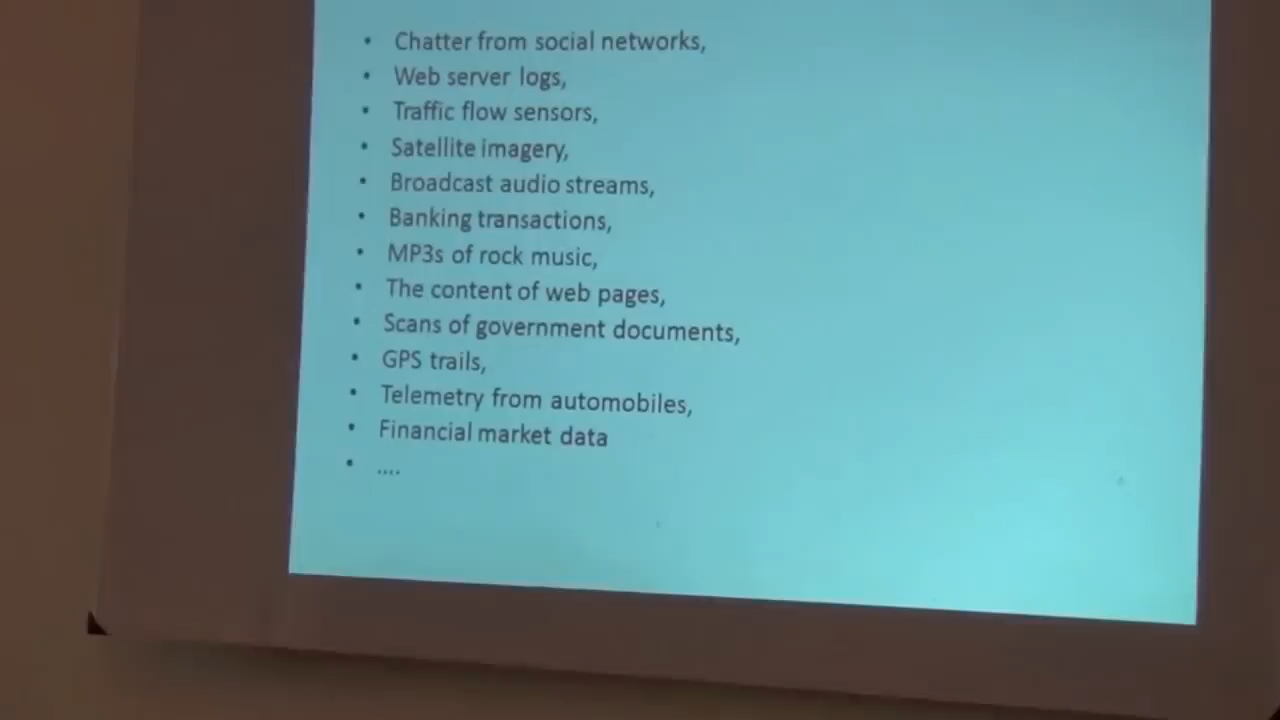 • Chatter from social networks,
• Web server logs,
• Traffic flow sensors,
• Satellite imagery,
• Broadcast audio streams,
• Banking transactions,
• MP3s of rock music,
• The content of web pages,
• Scans of government documents,
• GPS trails,
• Telemetry from automobiles,
• Financial market data
• ....